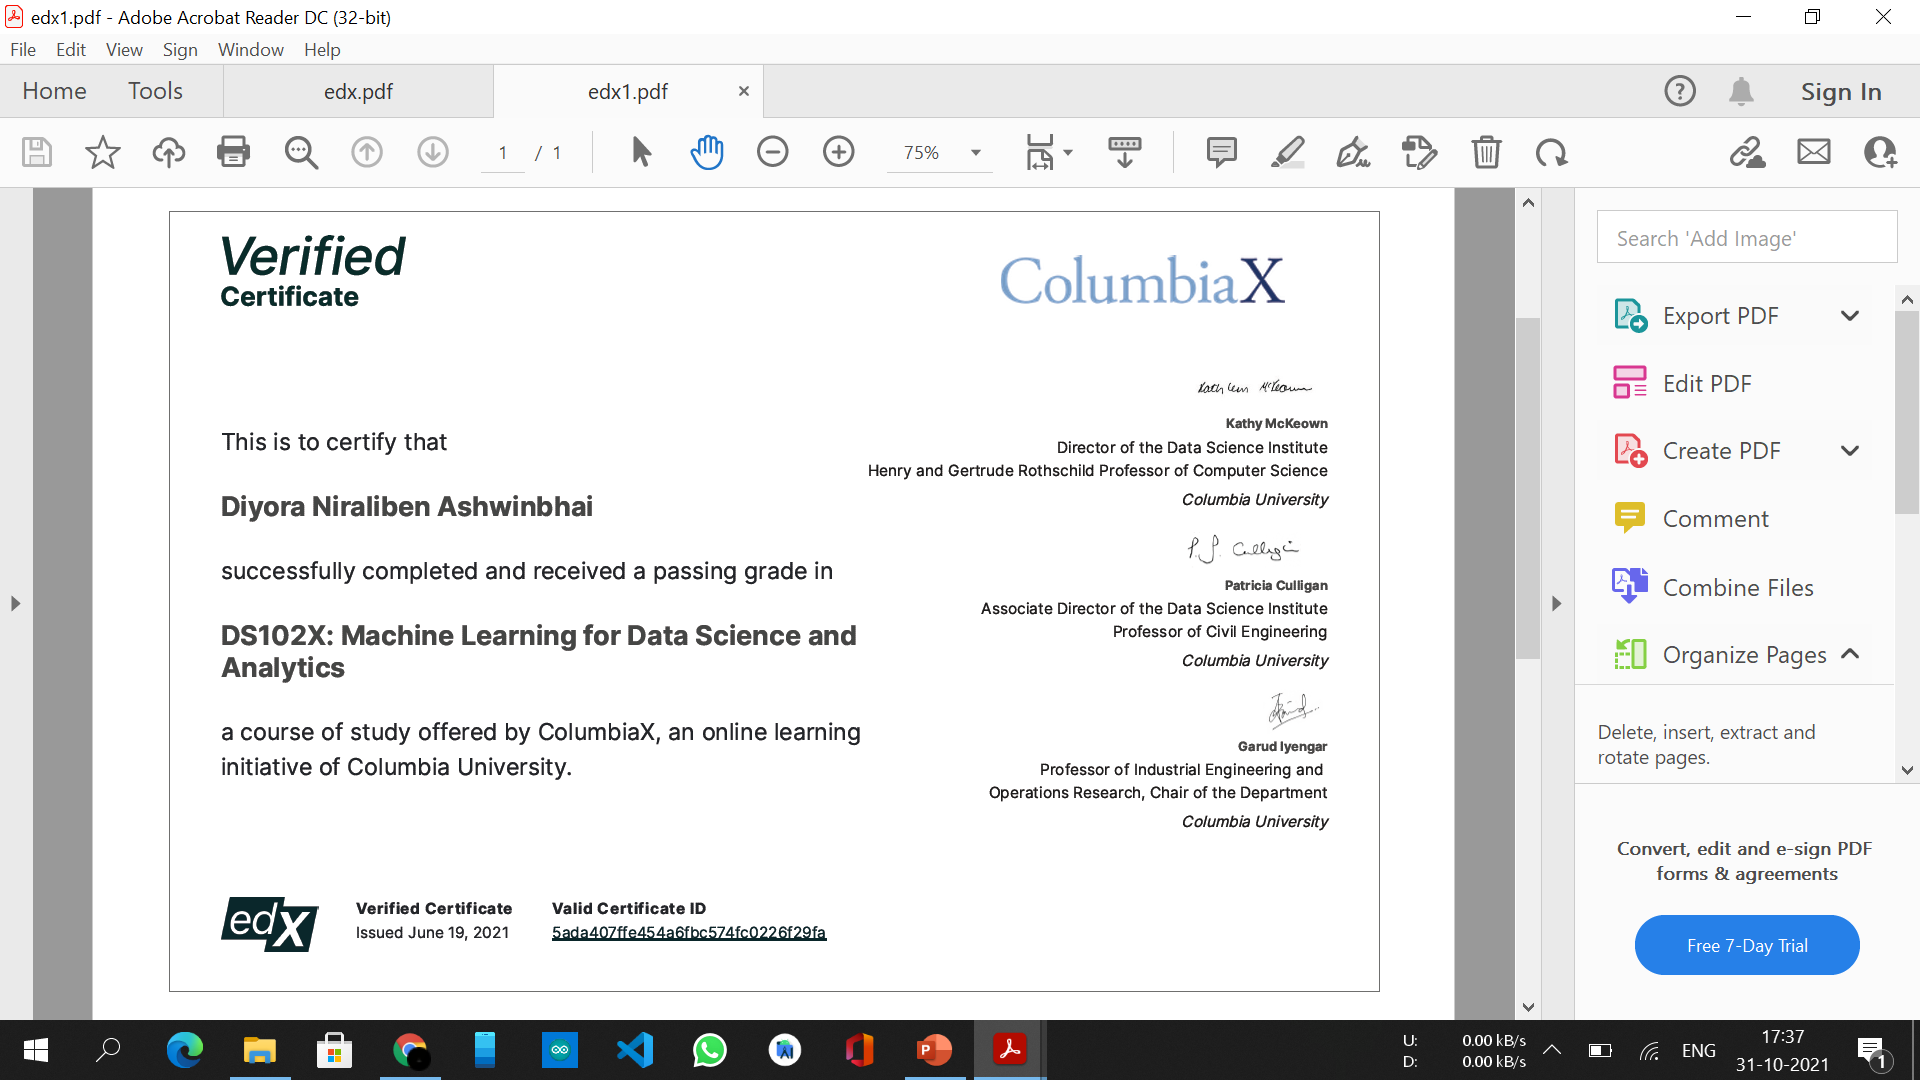 edx1.pdf - Adobe Acrobat Reader DC (32-bit)
File Edit View Sign Window Help
Home Tools edx.pdf edx1.pdf Sign In
1 / 1 75%
Verified
Certificate
ColumbiaX
Kathleen McKeown
Kathy McKeown
Director of the Data Science Institute
Henry and Gertrude Rothschild Professor of Computer Science
Columbia University
This is to certify that
Diyora Niraliben Ashwinbhai
successfully completed and received a passing grade in
DS102X: Machine Learning for Data Science and
Analytics
a course of study offered by ColumbiaX, an online learning
initiative of Columbia University.
P. J. Culligan
Patricia Culligan
Associate Director of the Data Science Institute
Professor of Civil Engineering
Columbia University
Garud Iyengar
Professor of Industrial Engineering and
Operations Research, Chair of the Department
Columbia University
edX
Verified Certificate
Issued June 19, 2021
Valid Certificate ID
5ada407ffe454a6fbc574fc0226f29fa
Search 'Add Image'
Export PDF
Edit PDF
Create PDF
Comment
Combine Files
Organize Pages
Delete, insert, extract and
rotate pages.
Convert, edit and e-sign PDF
forms & agreements
Free 7-Day Trial
U: 0.00 kB/s
D: 0.00 kB/s
ENG
17:37
31-10-2021
1